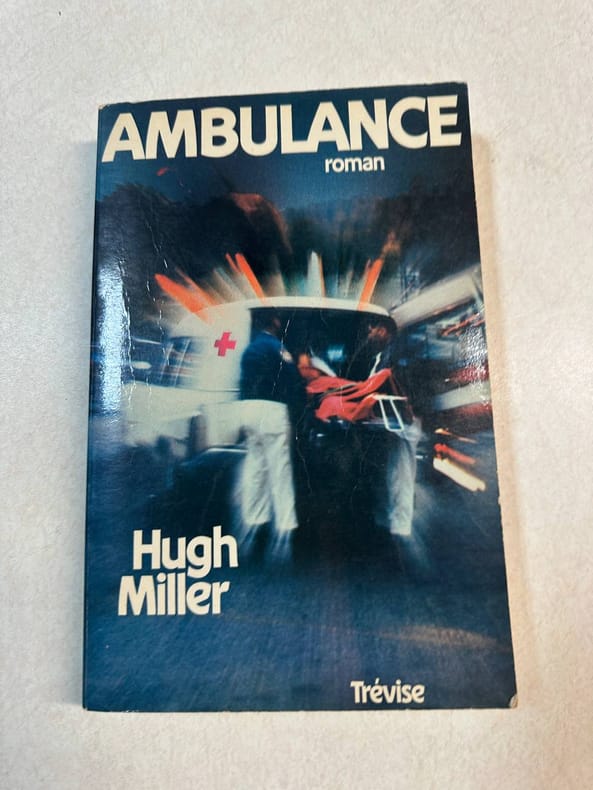 AMBULANCE
roman
Hugh
Miller
Trévise